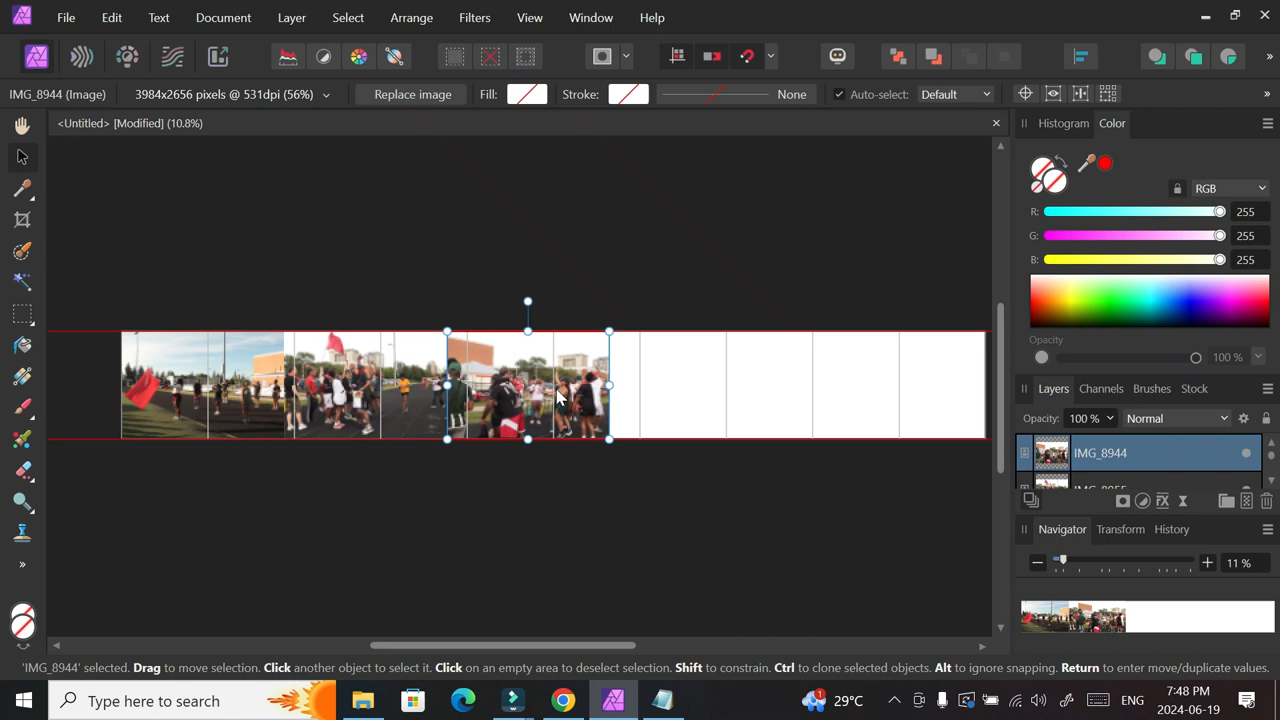 File Edit Text Document Layer Select Arrange Filters View Window Help
IMG_8944 (Image) 3984x2656 pixels @ 531dpi (56%) Replace image Fill: Stroke: None Auto-select: Default
<Untitled> [Modified] (10.8%)
Histogram Color
RGB
R: 255
G: 255
B: 255
Opacity
100 %
Layers Channels Brushes Stock
Opacity: 100 % Normal
IMG_8944
Navigator Transform History
11 %
'IMG_8944' selected. Drag to move selection. Click another object to select it. Click on an empty area to deselect selection. Shift to constrain. Ctrl to clone selected objects. Alt to ignore snapping. Return to enter move/duplicate values.
Type here to search
1
29°C
ENG
7:48 PM
2024-06-19